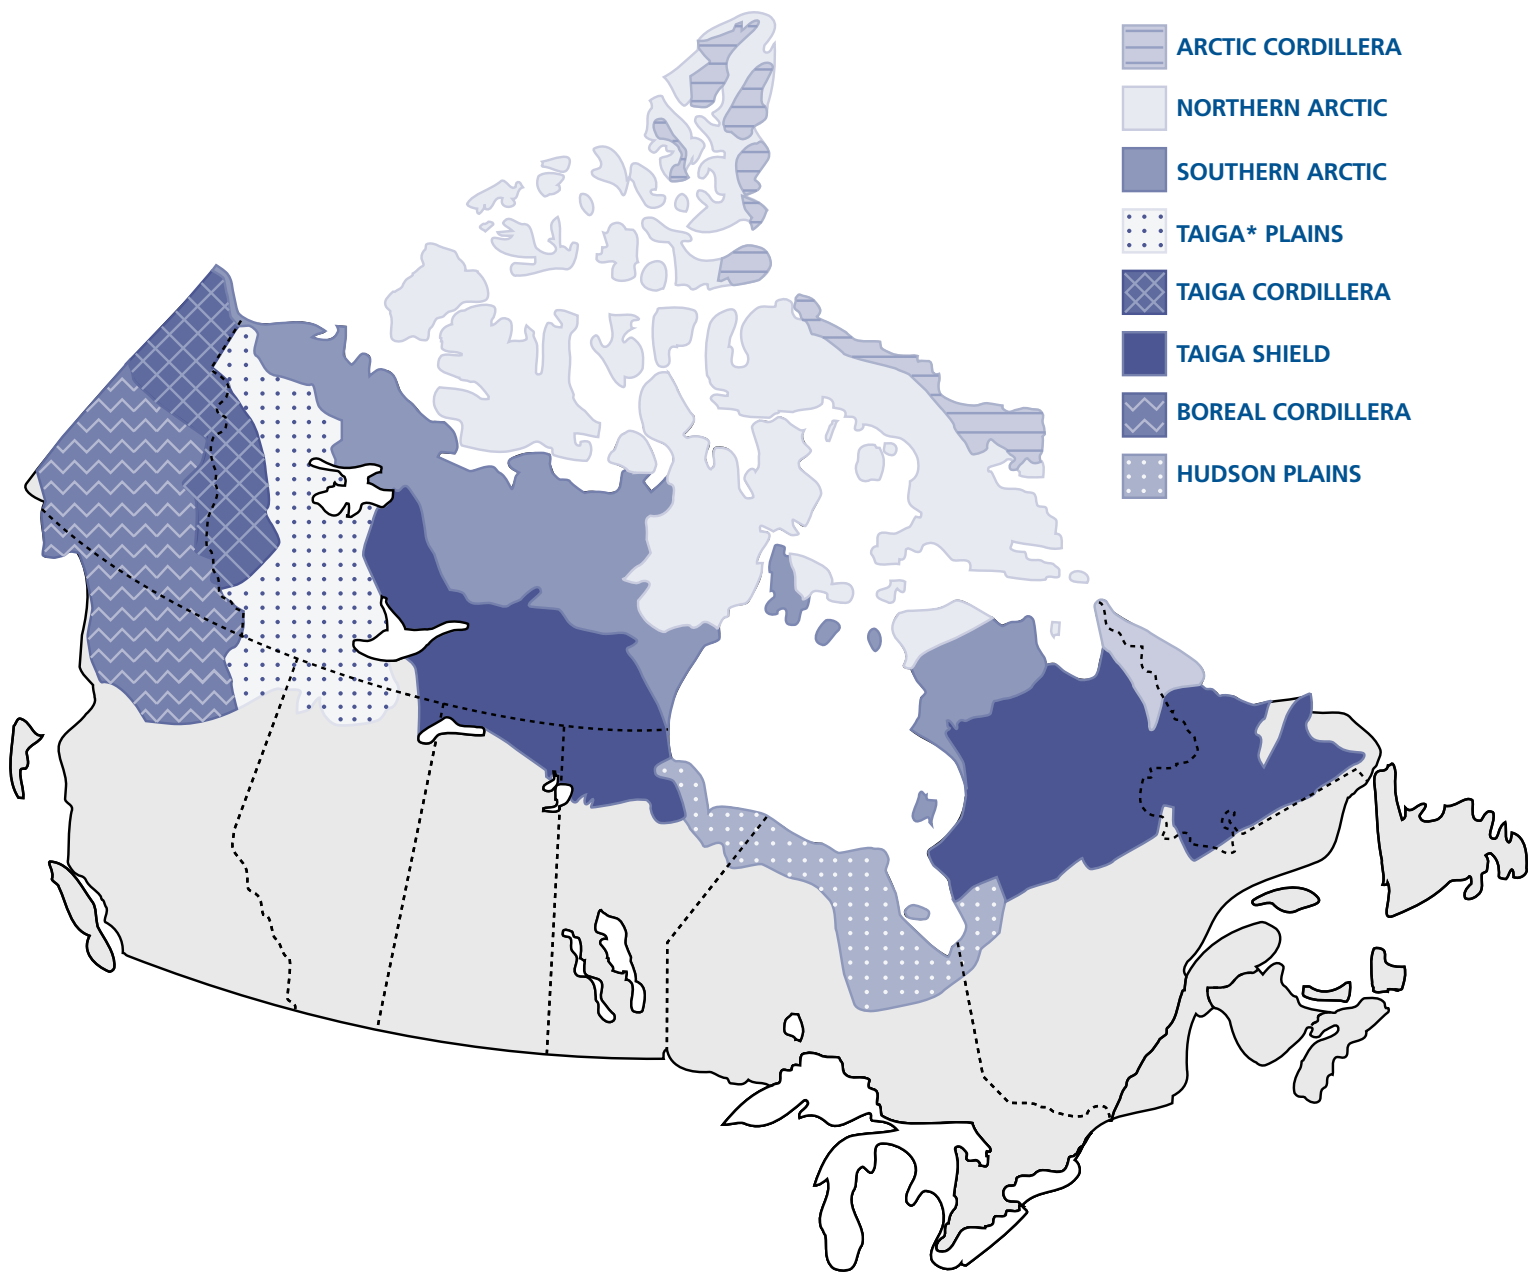 ARCTIC CORDILLERA
NORTHERN ARCTIC
SOUTHERN ARCTIC
TAIGA* PLAINS
TAIGA CORDILLERA
TAIGA SHIELD
BOREAL CORDILLERA
HUDSON PLAINS